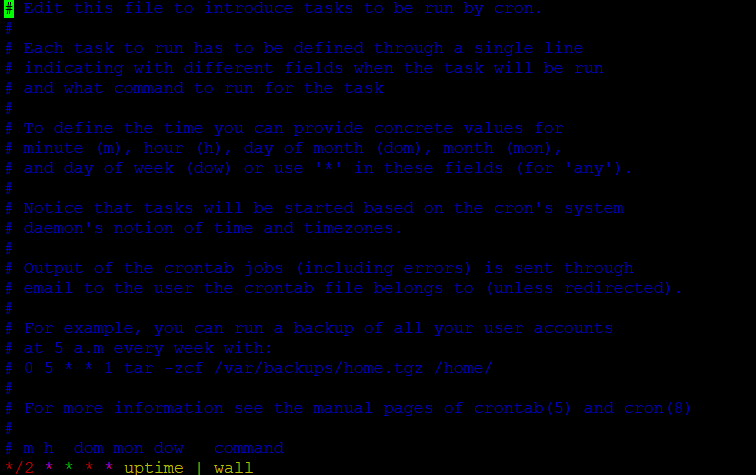 # Edit this file to introduce tasks to be run by cron.
#
# Each task to run has to be defined through a single line
# indicating with different fields when the task will be run
# and what command to run for the task
#
# To define the time you can provide concrete values for
# minute (m), hour (h), day of month (dom), month (mon),
# and day of week (dow) or use '*' in these fields (for 'any').
#
# Notice that tasks will be started based on the cron's system
# daemon's notion of time and timezones.
#
# Output of the crontab jobs (including errors) is sent through
# email to the user the crontab file belongs to (unless redirected).
#
# For example, you can run a backup of all your user accounts
# at 5 a.m every week with:
# 0 5 * * 1 tar -zcf /var/backups/home.tgz /home/
#
# For more information see the manual pages of crontab(5) and cron(8)
#
# m h  dom mon dow   command
*/2 * * * * uptime | wall